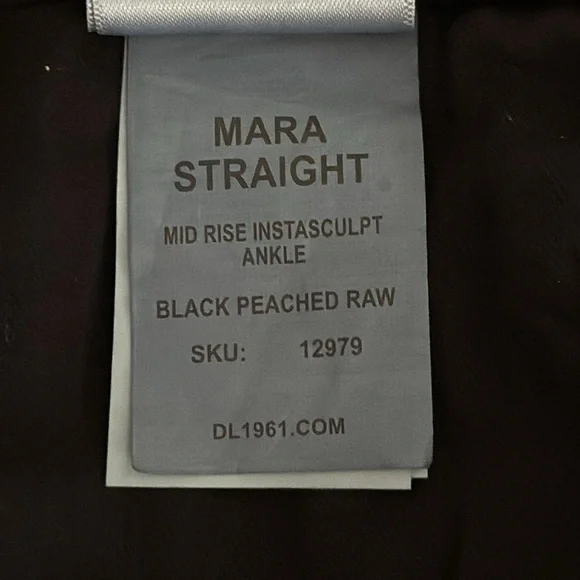 MARA
STRAIGHT
MID RISE INSTASCULPT
ANKLE
BLACK PEACHED RAW
SKU: 12979
DL1961.COM